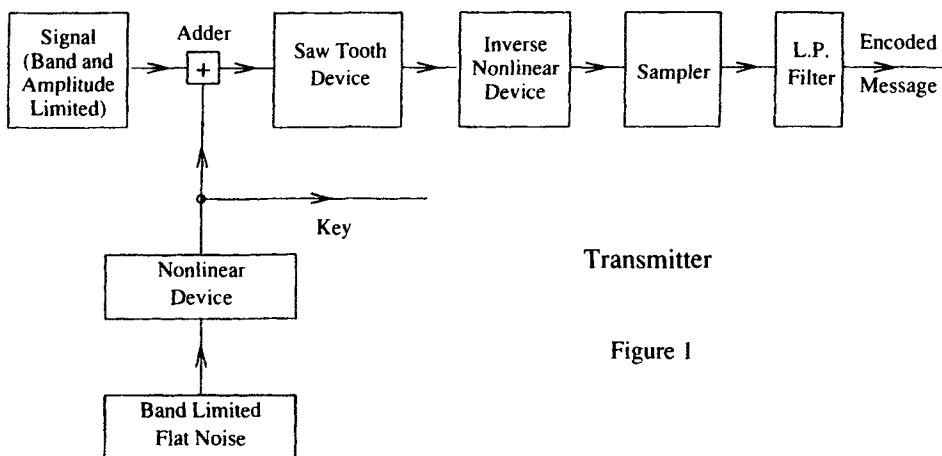 Signal
(Band and
Amplitude
Limited)
Adder
+
Saw Tooth
Device
Inverse
Nonlinear
Device
Sampler
L.P.
Filter
Encoded
Message
Key
Nonlinear
Device
Band Limited
Flat Noise
Transmitter
Figure 1